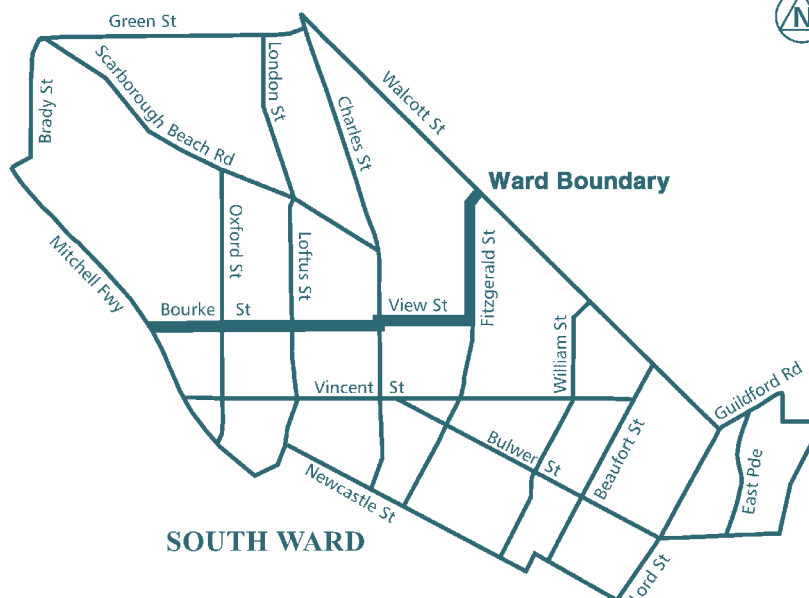 Green St
N
London St
Scarborough Beach Rd
Walcott St
Brady St
Charles St
Ward Boundary
Oxford St
Loftus St
Fitzgerald St
Mitchell Fwy
Bourke St
View St
William St
Vincent St
Guildford Rd
Bulwer St
Beaufort St
East Pde
Newcastle St
SOUTH WARD
Lord St